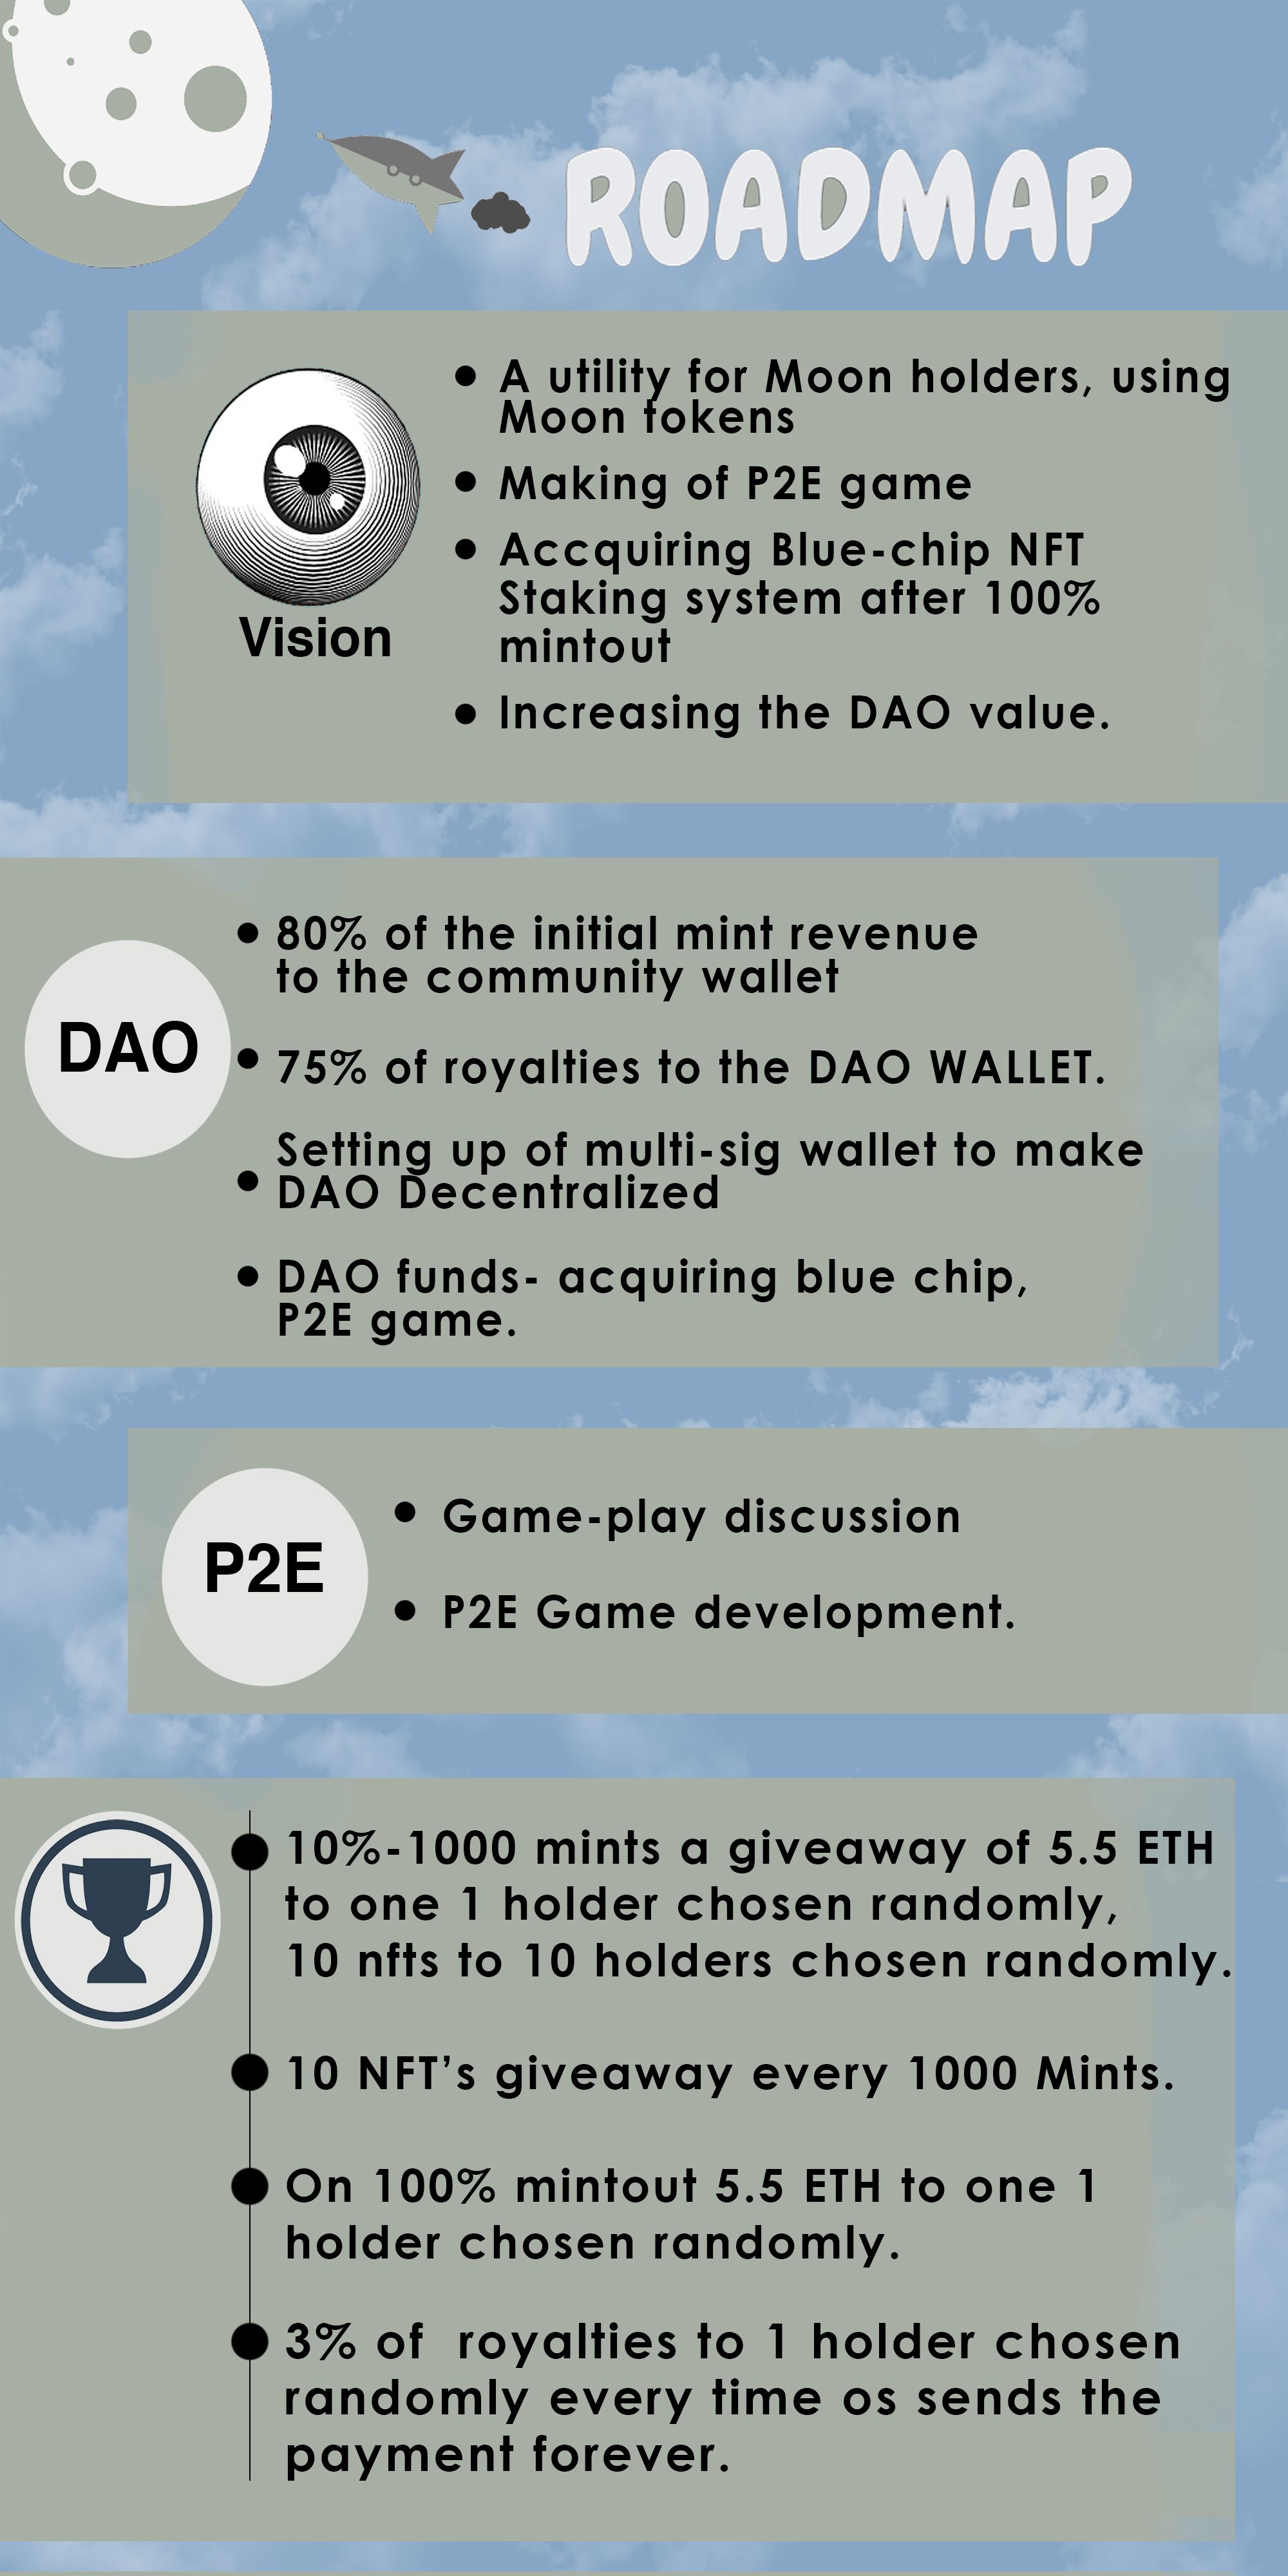 ROADMAP
A utility for Moon holders, using
Moon tokens
Making of P2E game
Accquiring Blue-chip NFT
Staking system after 100%
mintout
Increasing the DAO value.
Vision
DAO
80% of the initial mint revenue
to the community wallet
75% of royalties to the DAO WALLET.
Setting up of multi-sig wallet to make
DAO Decentralized
DAO funds- acquiring blue chip,
P2E game.
P2E
Game-play discussion
P2E Game development.
10%-1000 mints a giveaway of 5.5 ETH
to one 1 holder chosen randomly,
10 nfts to 10 holders chosen randomly.
10 NFT’s giveaway every 1000 Mints.
On 100% mintout 5.5 ETH to one 1
holder chosen randomly.
3% of royalties to 1 holder chosen
randomly every time os sends the
payment forever.